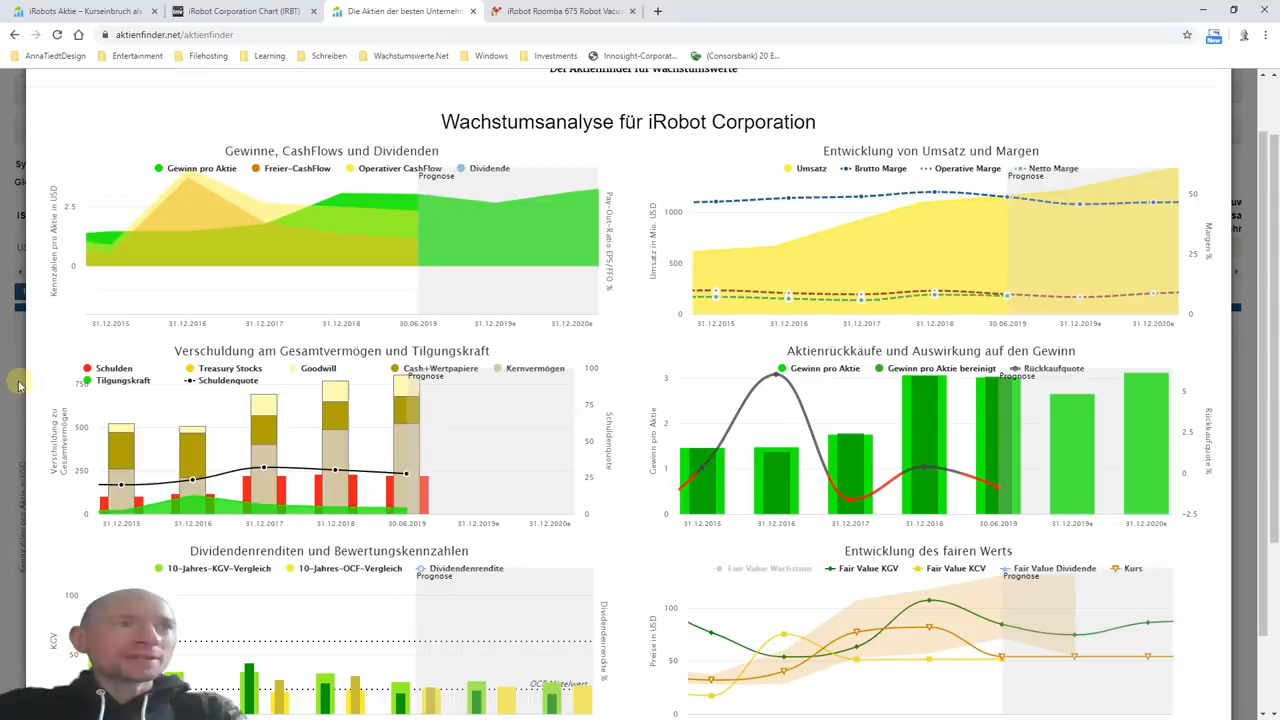 iRobots Aktie – Kurseinbruch als
iRobot Corporation Chart (IRBT)
Die Aktien der besten Unternehm
iRobot Roomba 675 Robot Vacu
aktienfinder.net/aktienfinder
New
AnnaTiedtDesign
Entertainment
Filehosting
Learning
Schreiben
Wachstumswerte.Net
Windows
Investments
Innosight-Corporat...
(Consorsbank) 20 E...
Der Aktienfinder für Wachstumswerte
Wachstumsanalyse für iRobot Corporation
Gewinne, CashFlows und Dividenden
Gewinn pro Aktie
Freier-CashFlow
Operativer CashFlow
Dividende
Prognose
Kennzahlen pro Aktie in USD
2.5
0
Pay-Out-Ratio EPS/FFO %
31.12.2015
31.12.2016
31.12.2017
31.12.2018
30.06.2019
31.12.2019e
31.12.2020e
Entwicklung von Umsatz und Margen
Umsatz
Brutto Marge
Operative Marge
Netto Marge
Prognose
Umsatz in Mio. USD
1000
500
0
50
25
0
Margen %
31.12.2015
31.12.2016
31.12.2017
31.12.2018
30.06.2019
31.12.2019e
31.12.2020e
Verschuldung am Gesamtvermögen und Tilgungskraft
Schulden
Treasury Stocks
Goodwill
Cash+Wertpapiere
Kernvermögen
Tilgungskraft
Schuldenquote
Prognose
Verschuldung zu
Gesamtvermögen
750
500
250
0
100
75
50
25
0
Schuldenquote
31.12.2015
31.12.2016
31.12.2017
31.12.2018
30.06.2019
31.12.2019e
31.12.2020e
Aktienrückkäufe und Auswirkung auf den Gewinn
Gewinn pro Aktie
Gewinn pro Aktie bereinigt
Rückkaufquote
Prognose
Gewinn pro Aktie
3
2
1
0
5
2.5
0
−2.5
Rückkaufquote %
31.12.2015
31.12.2016
31.12.2017
31.12.2018
30.06.2019
31.12.2019e
31.12.2020e
Dividendenrenditen und Bewertungskennzahlen
10-Jahres-KGV-Vergleich
10-Jahres-OCF-Vergleich
Dividendenrendite
Prognose
KGV
100
50
Dividendenrendite %
Entwicklung des fairen Werts
Fair Value Wachstum
Fair Value KGV
Fair Value KCV
Fair Value Dividende
Kurs
Prognose
Preise in USD
100
50
0